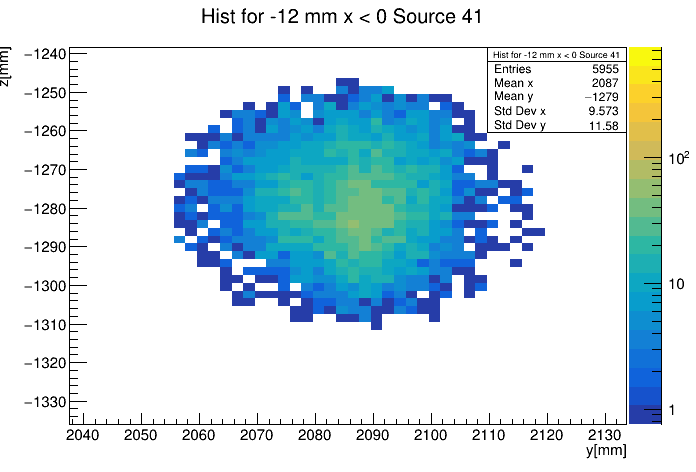 Hist for -12 mm x < 0 Source 41
z[mm]
−1240
−1250
−1260
−1270
−1280
−1290
−1300
−1310
−1320
−1330
Hist for -12 mm x < 0 Source 41
Entries 5955
Mean x 2087
Mean y −1279
Std Dev x 9.573
Std Dev y 11.58
10²
10
1
2040 2050 2060 2070 2080 2090 2100 2110 2120 2130
y[mm]